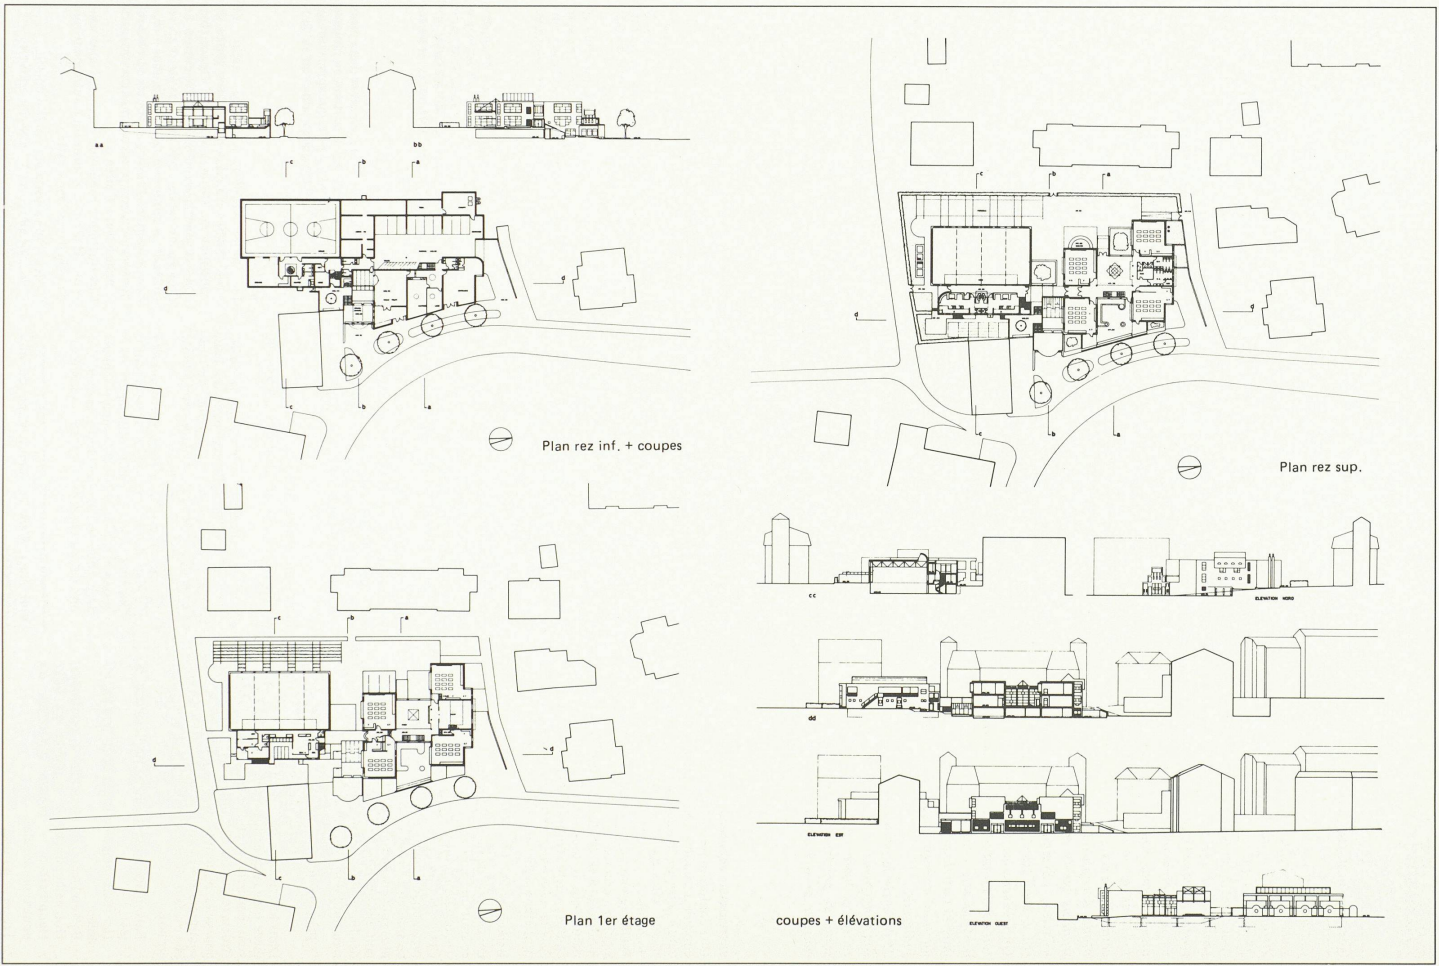 aa
bb
c
b
a
d
d
c
b
a
Plan rez inf. + coupes
c
b
a
d
d
c
b
a
Plan rez sup.
c
b
a
d
d
c
b
a
Plan 1er étage
cc
ELEVATION NORD
dd
ELEVATION EST
ELEVATION OUEST
coupes + élévations